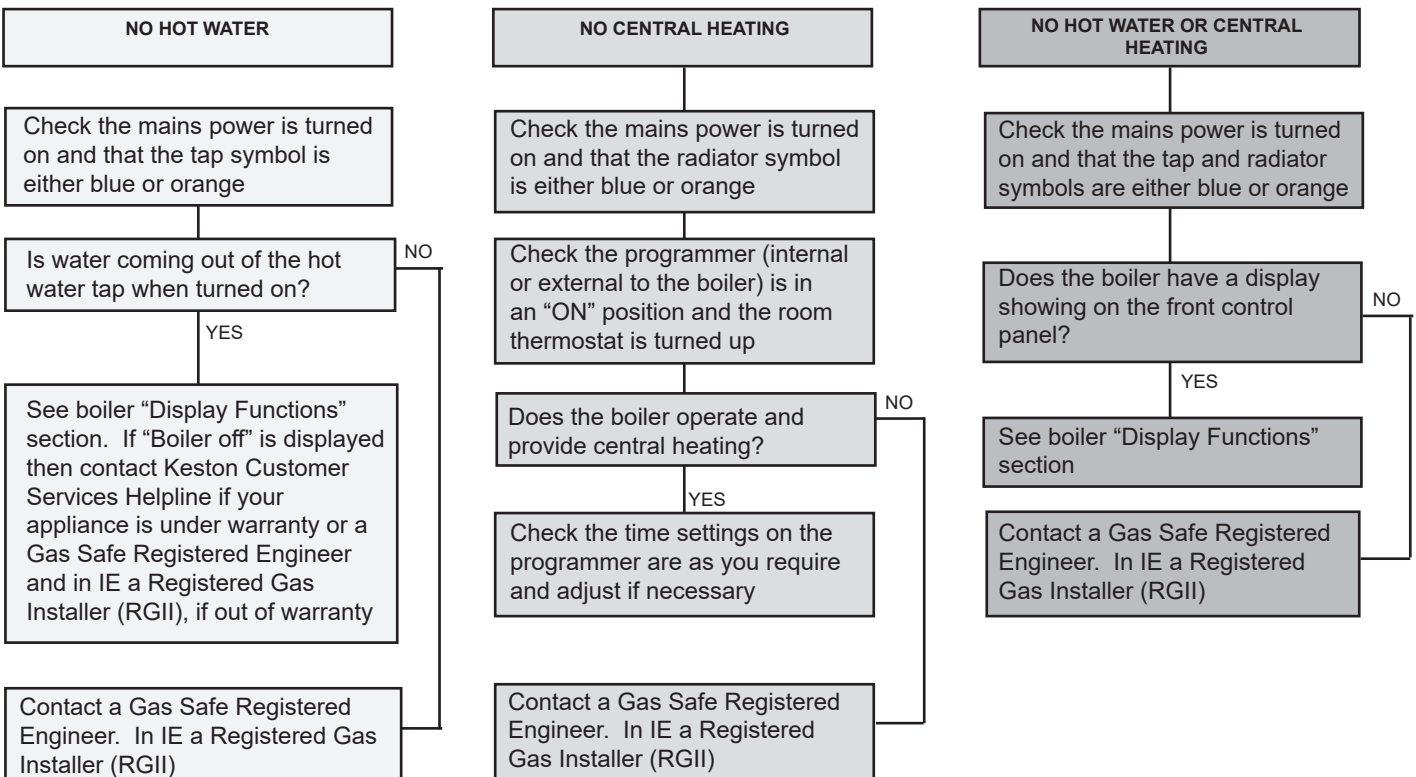 NO HOT WATER
Check the mains power is turned
on and that the tap symbol is
either blue or orange
Is water coming out of the hot
water tap when turned on?
NO
YES
See boiler “Display Functions”
section.  If “Boiler off” is displayed
then contact Keston Customer
Services Helpline if your
appliance is under warranty or a
Gas Safe Registered Engineer
and in IE a Registered Gas
Installer (RGII), if out of warranty
Contact a Gas Safe Registered
Engineer.  In IE a Registered Gas
Installer (RGII)
NO CENTRAL HEATING
Check the mains power is turned
on and that the radiator symbol
is either blue or orange
Check the programmer (internal
or external to the boiler) is in
an “ON” position and the room
thermostat is turned up
Does the boiler operate and
provide central heating?
NO
YES
Check the time settings on the
programmer are as you require
and adjust if necessary
Contact a Gas Safe Registered
Engineer.  In IE a Registered
Gas Installer (RGII)
NO HOT WATER OR CENTRAL
HEATING
Check the mains power is turned
on and that the tap and radiator
symbols are either blue or orange
Does the boiler have a display
showing on the front control
panel?
NO
YES
See boiler “Display Functions”
section
Contact a Gas Safe Registered
Engineer.  In IE a Registered
Gas Installer (RGII)